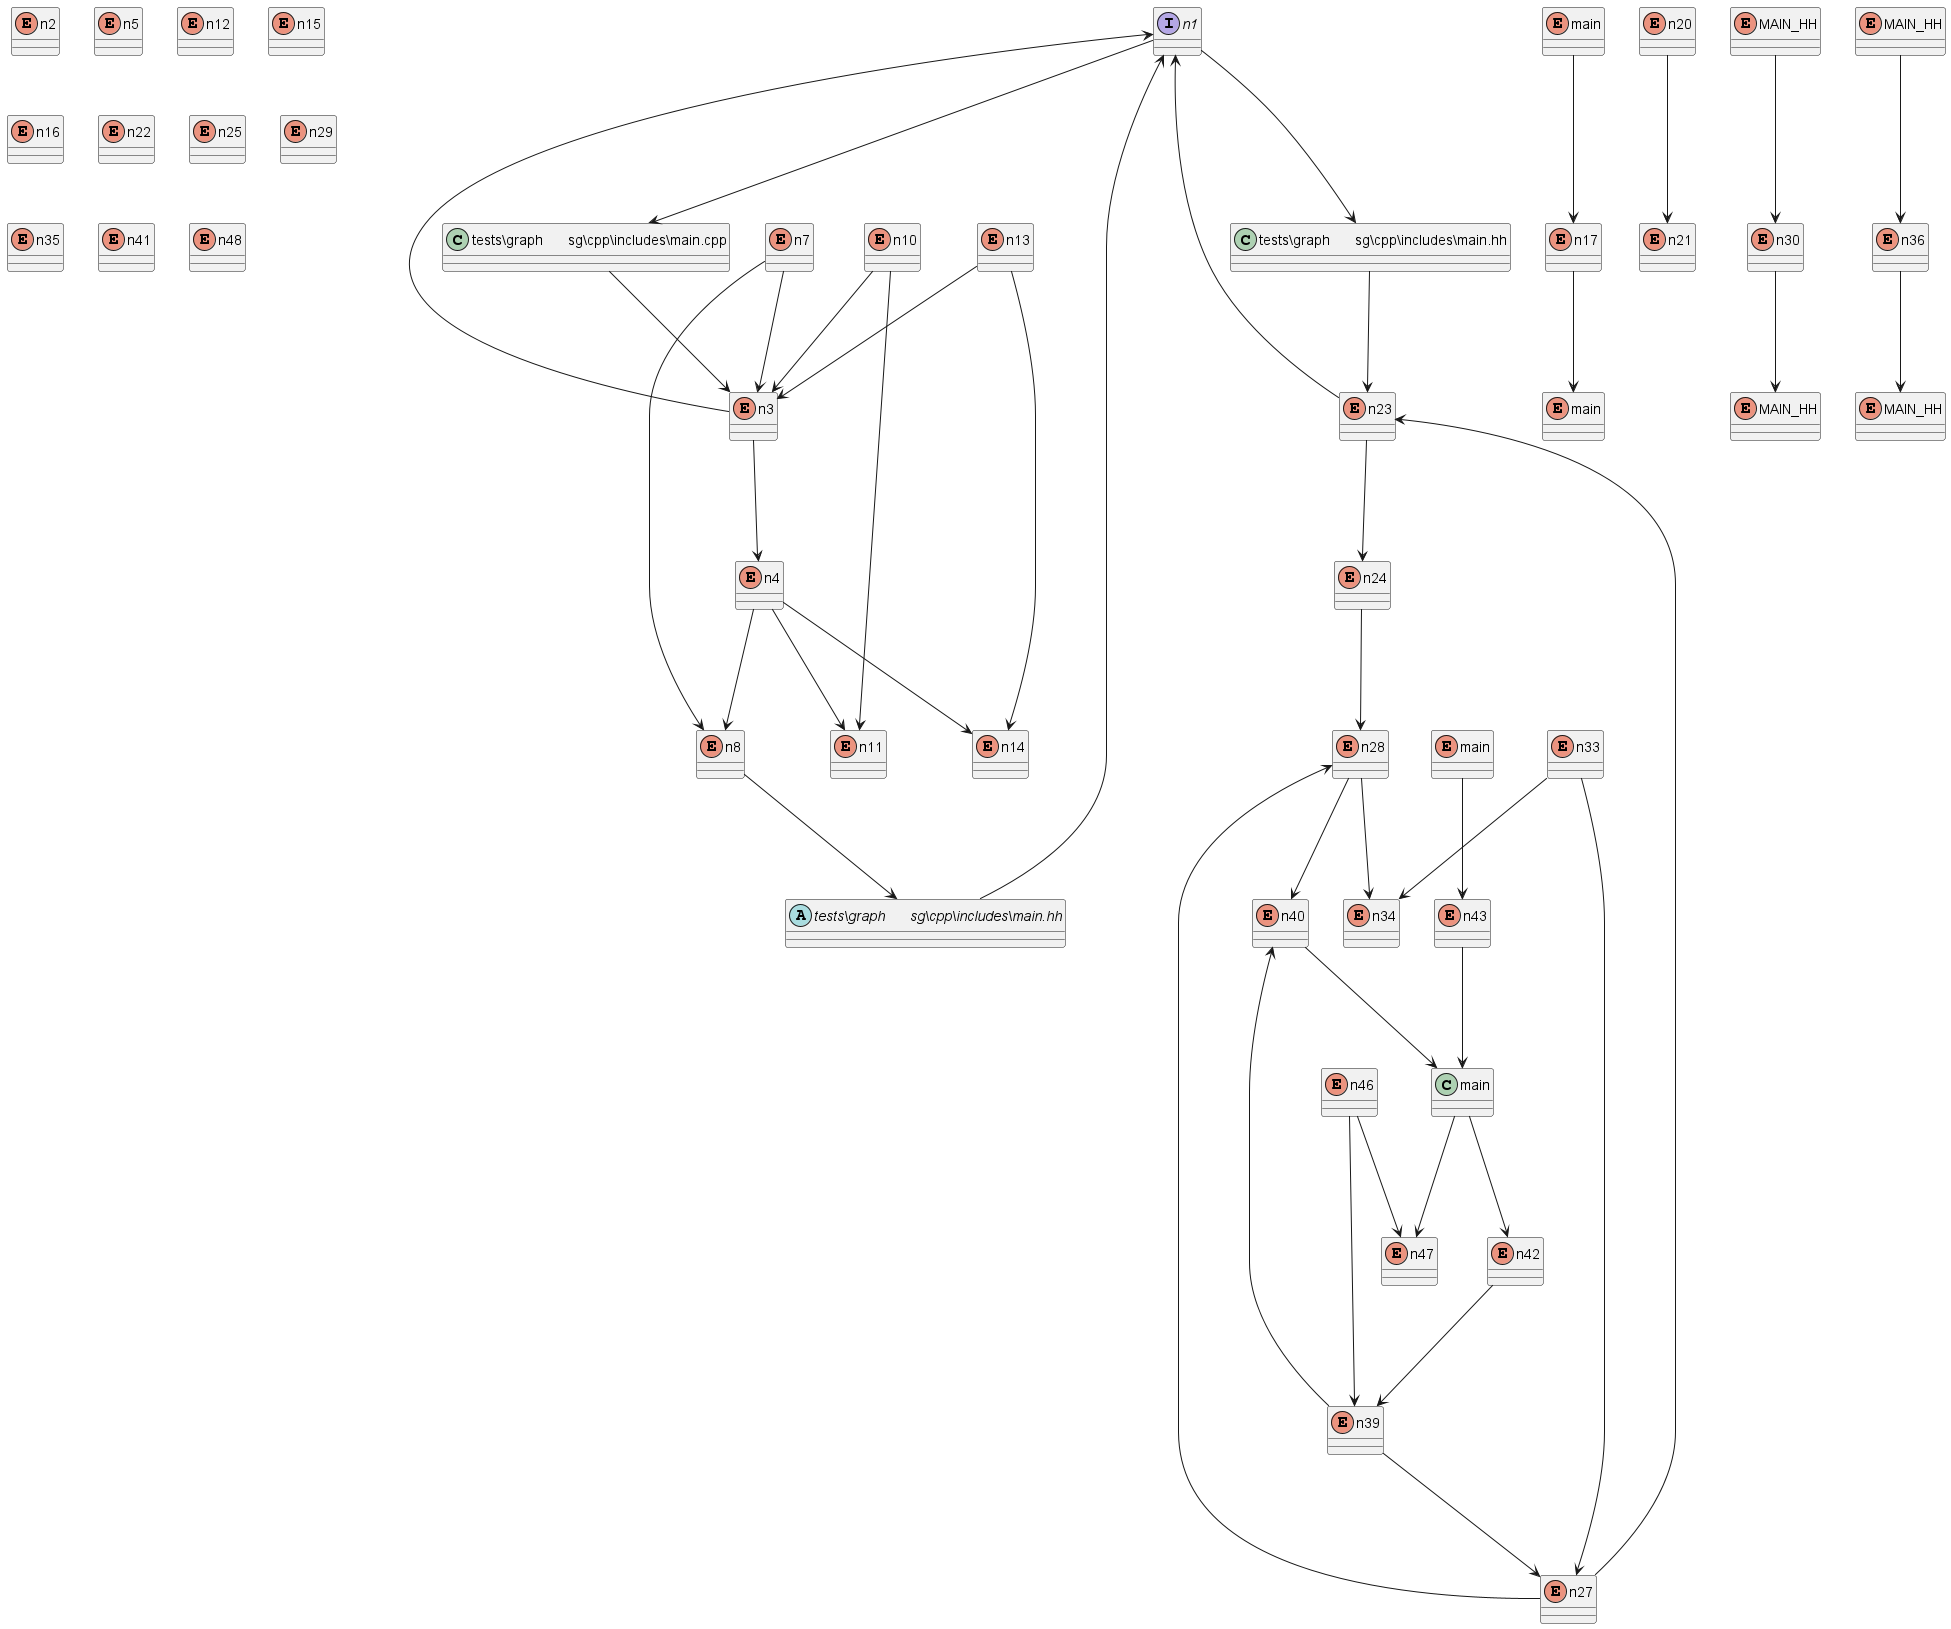 E n2
E n5
E n12
E n15
I n1
E main
E n20
E MAIN_HH
E MAIN_HH
E n16
E n22
E n25
E n29
E n35
E n41
E n48
C tests\graph sg\cpp\includes\main.cpp
E n7
E n10
E n13
C tests\graph sg\cpp\includes\main.hh
E n17
E n21
E n30
E n36
E n3
E n23
E main
E MAIN_HH
E MAIN_HH
E n4
E n24
E n8
E n11
E n14
E n28
E main
E n33
A tests\graph sg\cpp\includes\main.hh
E n40
E n34
E n43
E n46
C main
E n47
E n42
E n39
E n27